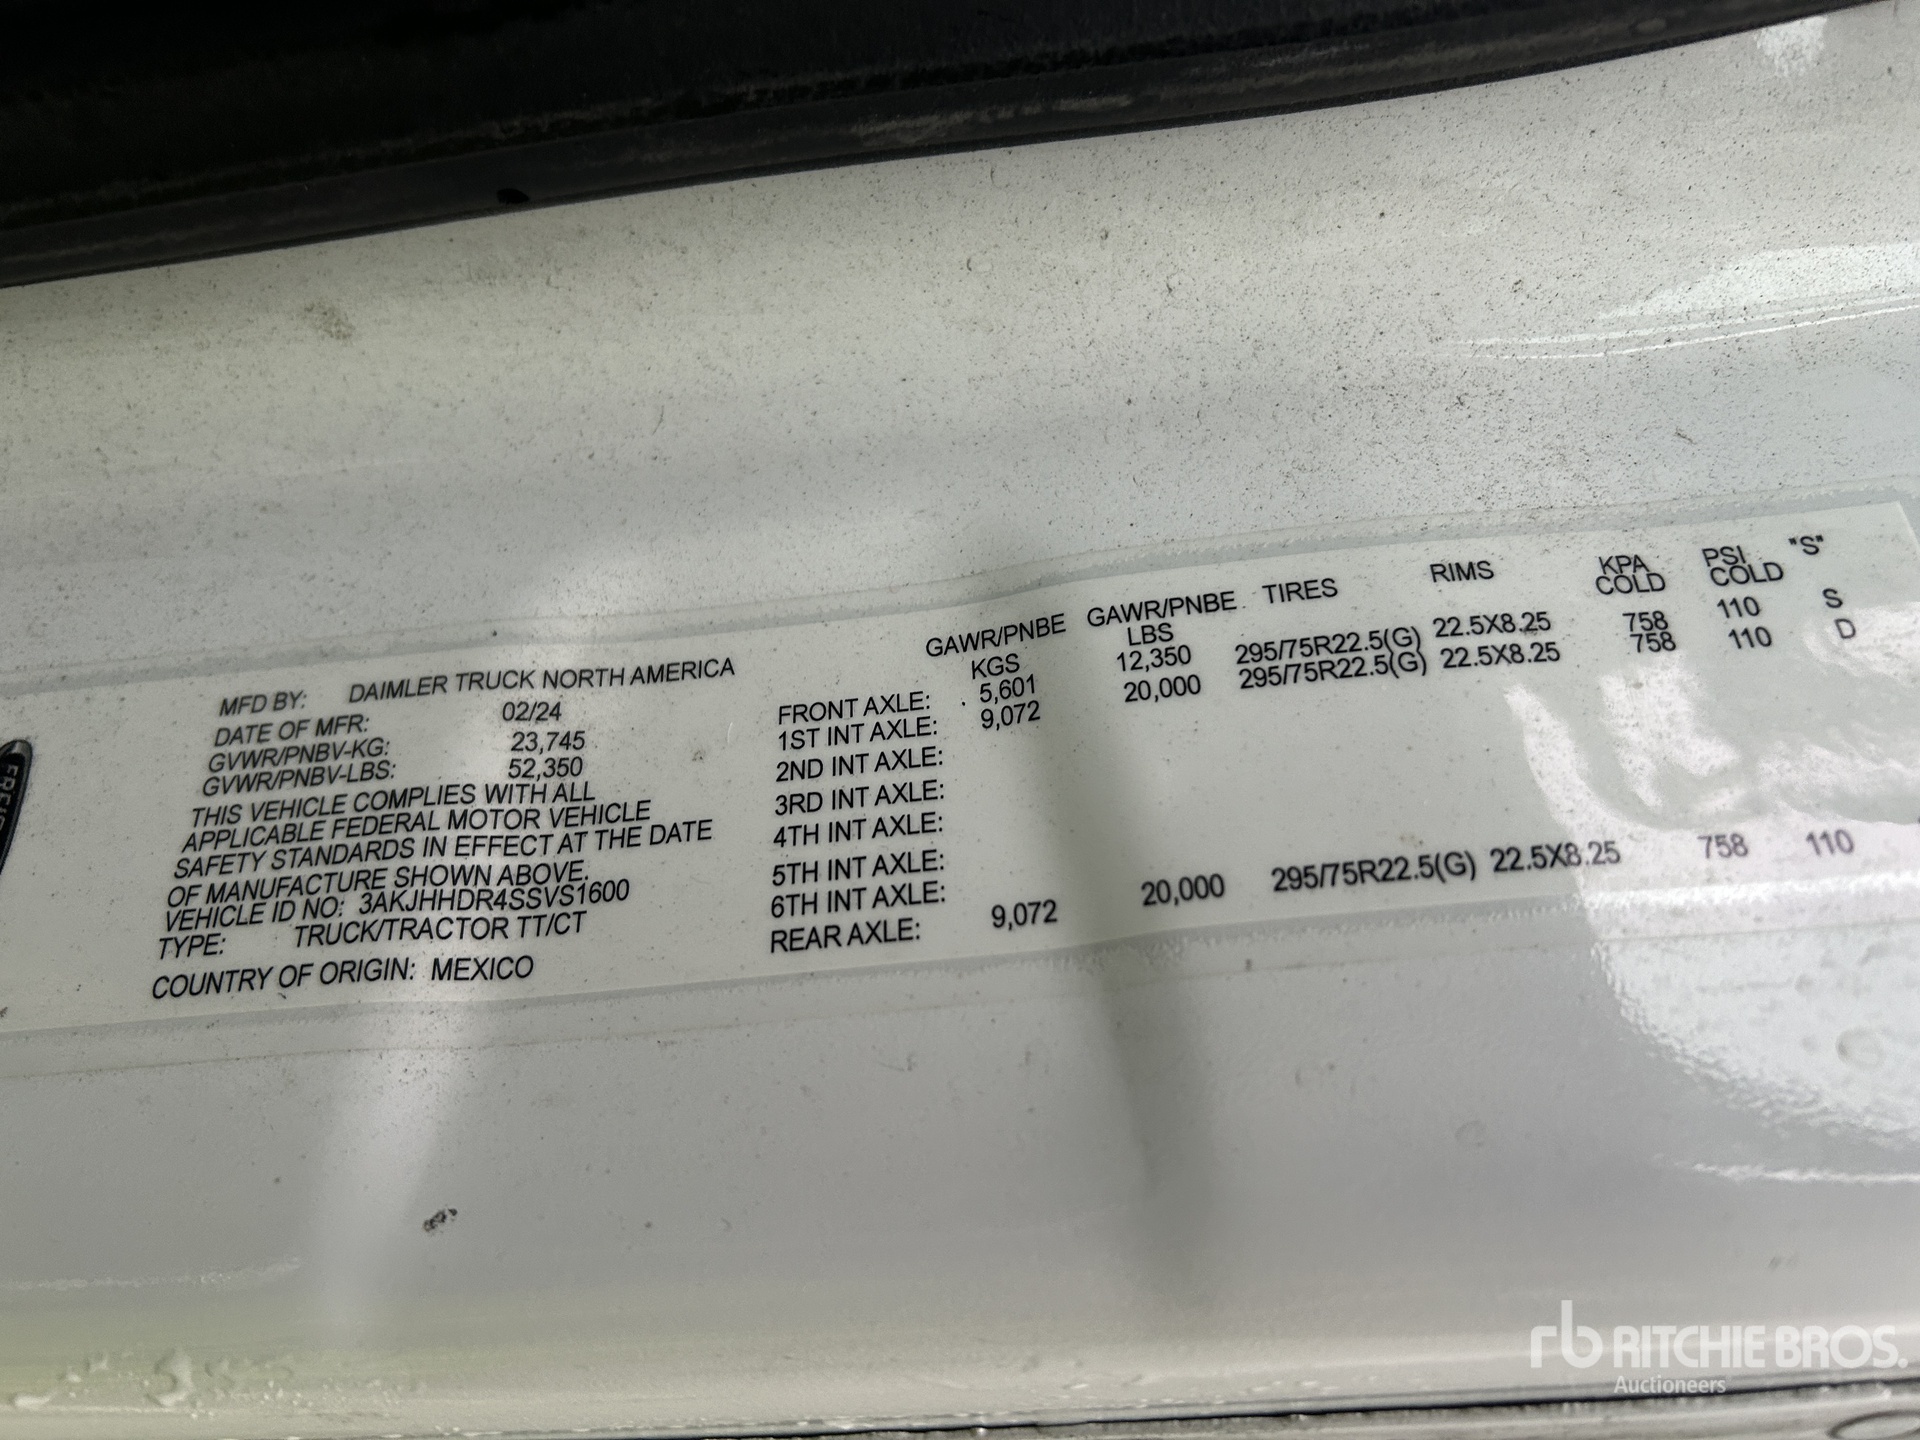 MFD BY: DAIMLER TRUCK NORTH AMERICA
DATE OF MFR: 02/24
GVWR/PNBV-KG: 23,745
GVWR/PNBV-LBS: 52,350
THIS VEHICLE COMPLIES WITH ALL
APPLICABLE FEDERAL MOTOR VEHICLE
SAFETY STANDARDS IN EFFECT AT THE DATE
OF MANUFACTURE SHOWN ABOVE.
VEHICLE ID NO: 3AKJHHDR4SSVS1600
TYPE: TRUCK/TRACTOR TT/CT
COUNTRY OF ORIGIN: MEXICO
GAWR/PNBE GAWR/PNBE TIRES RIMS KPA PSI "S"
KGS LBS COLD COLD
FRONT AXLE: 5,601 12,350 295/75R22.5(G) 22.5X8.25 758 110 S
1ST INT AXLE: 9,072 20,000 295/75R22.5(G) 22.5X8.25 758 110 D
2ND INT AXLE:
3RD INT AXLE:
4TH INT AXLE:
5TH INT AXLE:
6TH INT AXLE:
REAR AXLE: 9,072 20,000 295/75R22.5(G) 22.5X8.25 758 110
rb RITCHIE BROS.
Auctioneers